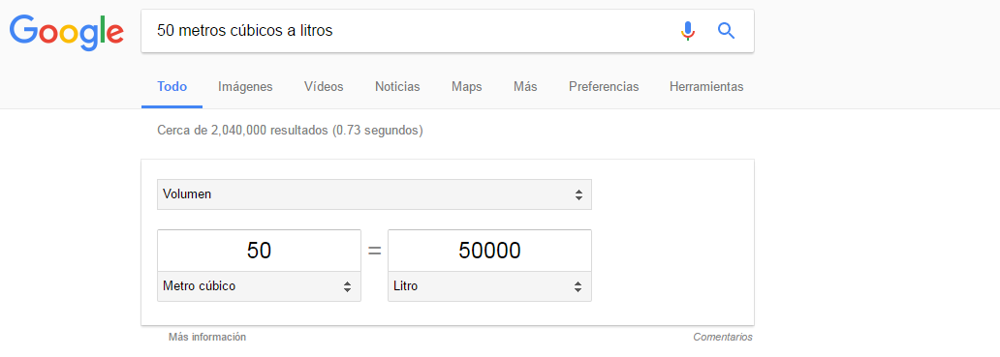 Google
50 metros cúbicos a litros
Todo Imágenes Vídeos Noticias Maps Más Preferencias Herramientas
Cerca de 2,040,000 resultados (0.73 segundos)
Volumen
50 = 50000
Metro cúbico Litro
Más información Comentarios